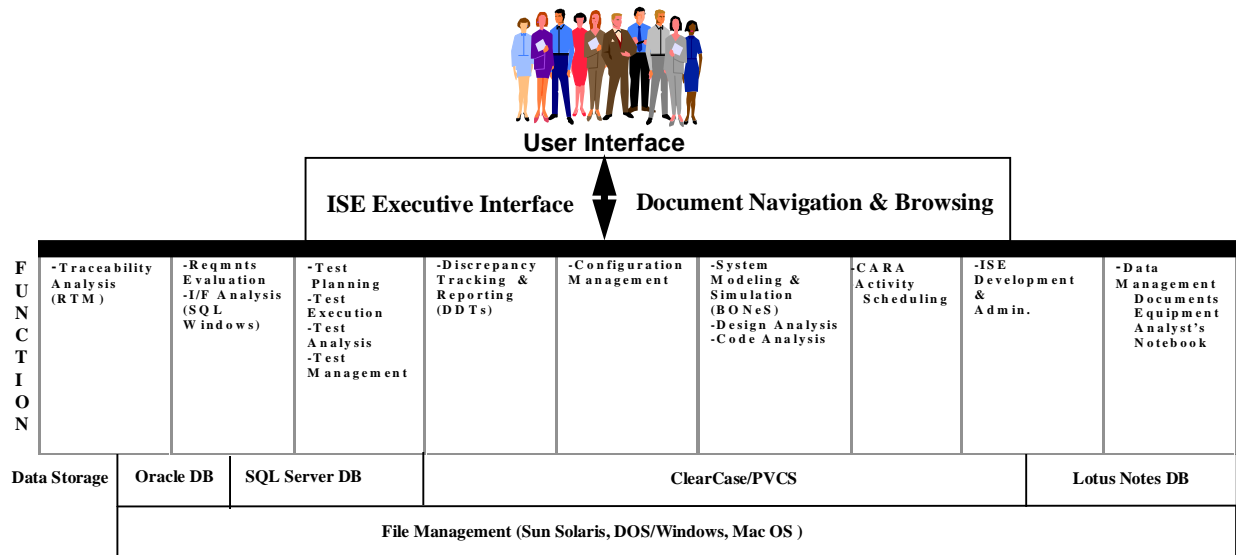 User Interface
ISE Executive Interface
Document Navigation & Browsing
FUNCTION
-Traceability
Analysis
(RTM)
-Reqmnts
Evaluation
-I/F Analysis
(SQL
Windows)
-Test
Planning
-Test
Execution
-Test
Analysis
-Test
Management
-Discrepancy
Tracking &
Reporting
(DDTs)
-Configuration
Management
-System
Modeling &
Simulation
(BONeS)
-Design Analysis
-Code Analysis
-CARA
Activity
Scheduling
-ISE
Development
&
Admin.
-Data
Management
Documents
Equipment
Analyst's
Notebook
Data Storage
Oracle DB
SQL Server DB
ClearCase/PVCS
Lotus Notes DB
File Management (Sun Solaris, DOS/Windows, Mac OS )